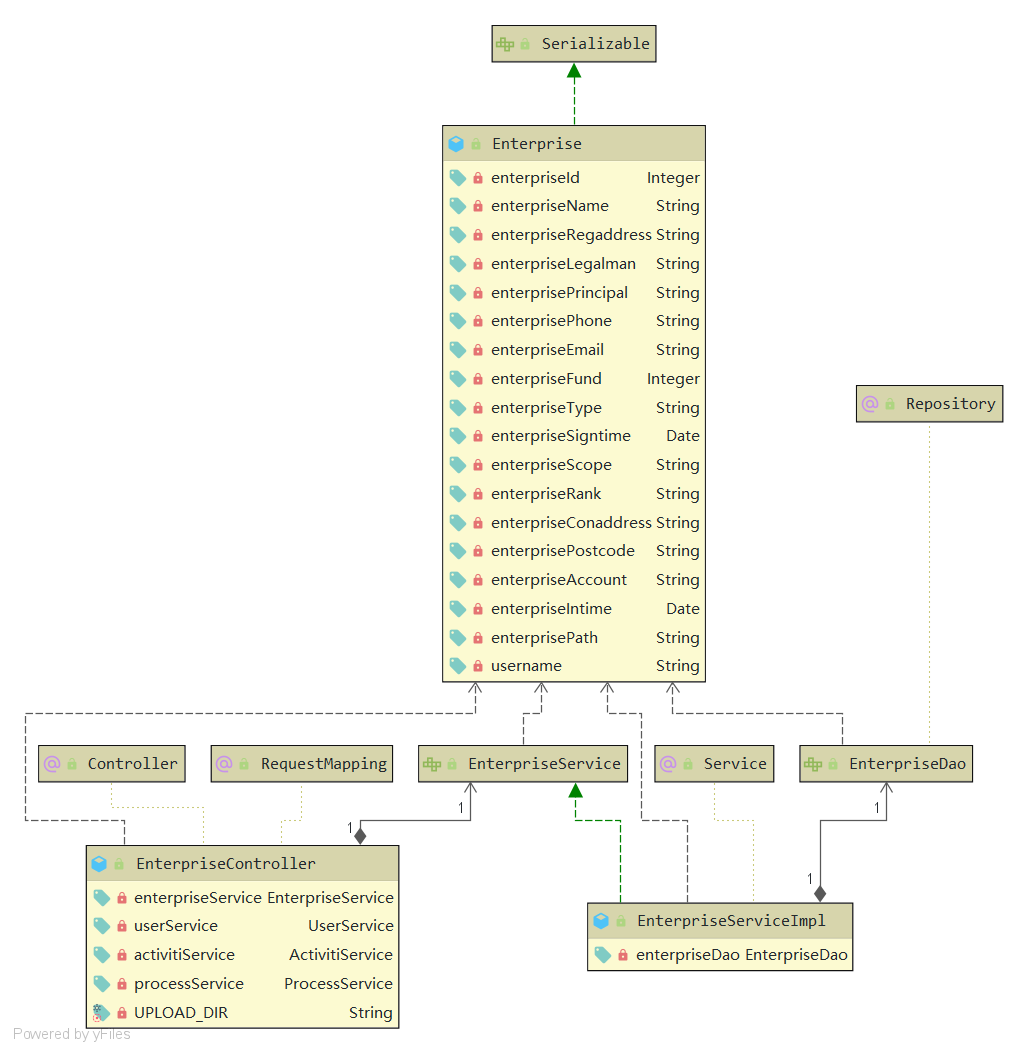 Serializable
Enterprise
enterpriseId Integer
enterpriseName String
enterpriseRegaddress String
enterpriseLegalman String
enterprisePrincipal String
enterprisePhone String
enterpriseEmail String
enterpriseFund Integer
enterpriseType String
enterpriseSigntime Date
enterpriseScope String
enterpriseRank String
enterpriseConaddress String
enterprisePostcode String
enterpriseAccount String
enterpriseIntime Date
enterprisePath String
username String
Repository
Controller
RequestMapping
EnterpriseService
Service
EnterpriseDao
1
1
1
1
EnterpriseController
enterpriseService EnterpriseService
userService UserService
activitiService ActivitiService
processService ProcessService
UPLOAD_DIR String
EnterpriseServiceImpl
enterpriseDao EnterpriseDao
Powered by yFiles